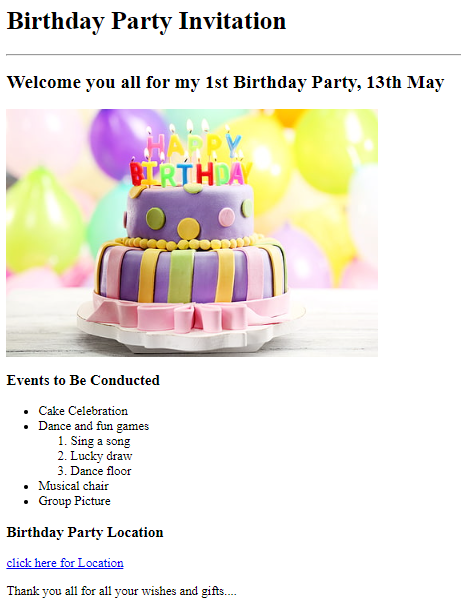 Birthday Party Invitation
Welcome you all for my 1st Birthday Party, 13th May
HAPPY
BIRTHDAY
Events to Be Conducted
• Cake Celebration
• Dance and fun games
1. Sing a song
2. Lucky draw
3. Dance floor
• Musical chair
• Group Picture
Birthday Party Location
click here for Location
Thank you all for all your wishes and gifts....